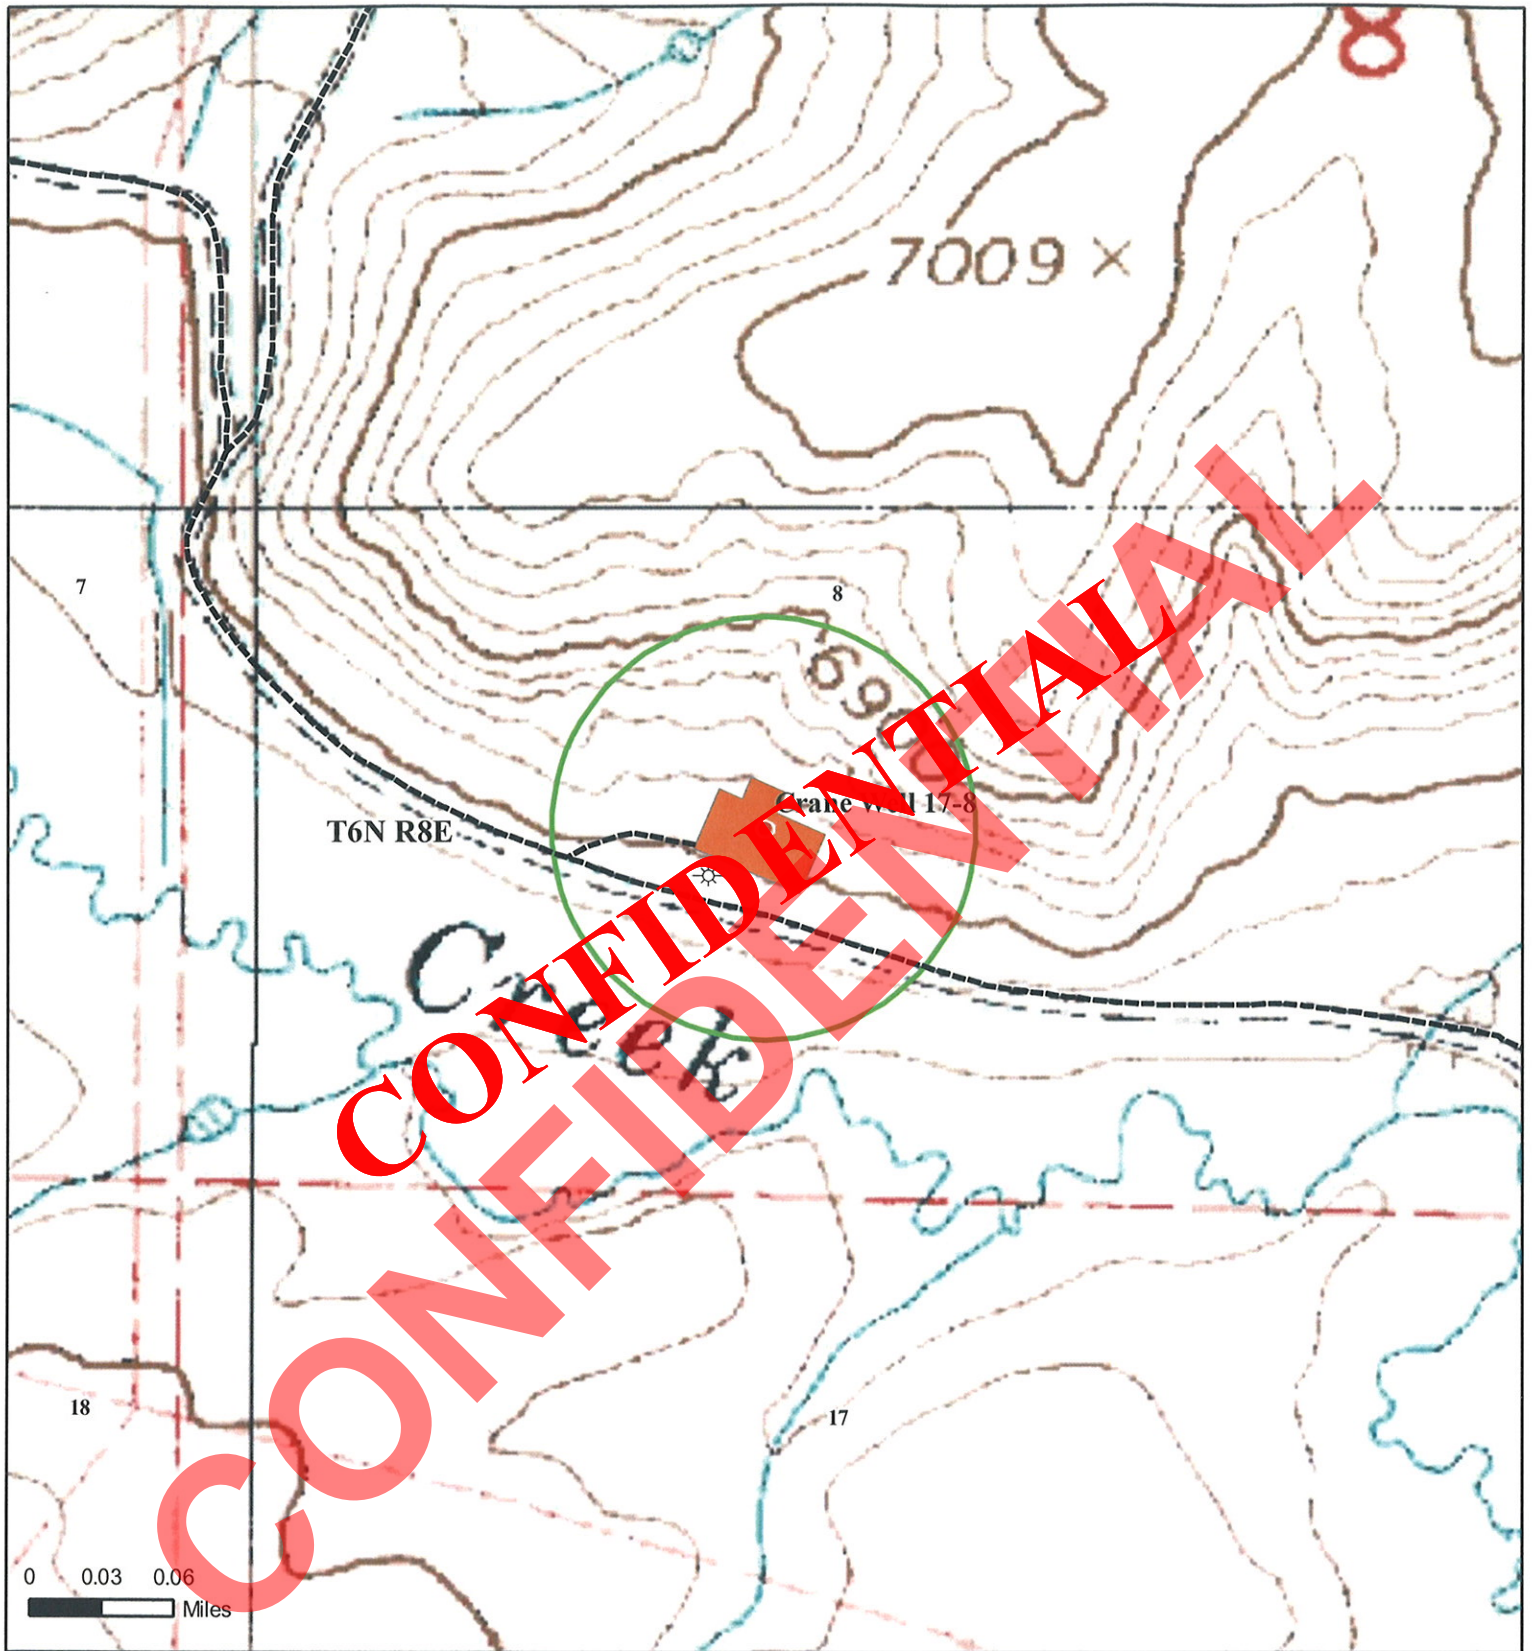 8
7009
7
8
6900
Crane Well 17-8
T6N R8E
Creek
CONFIDENTIAL
CONFIDENTIAL
18
17
0 0.03 0.06
Miles